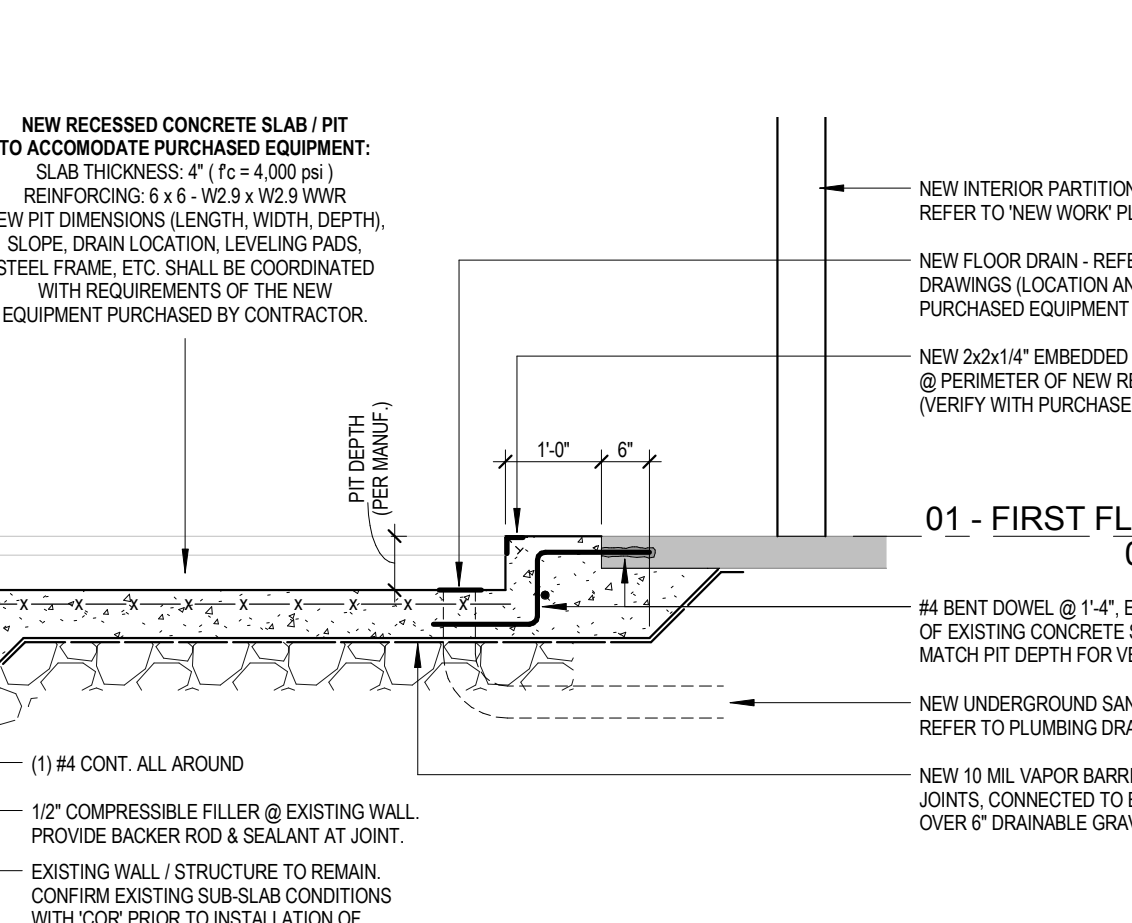 NEW RECESSED CONCRETE SLAB / PIT
TO ACCOMODATE PURCHASED EQUIPMENT:
SLAB THICKNESS: 4" ( f'c = 4,000 psi )
REINFORCING: 6 x 6 - W2.9 x W2.9 WWR
EW PIT DIMENSIONS (LENGTH, WIDTH, DEPTH),
SLOPE, DRAIN LOCATION, LEVELING PADS,
STEEL FRAME, ETC. SHALL BE COORDINATED
WITH REQUIREMENTS OF THE NEW
EQUIPMENT PURCHASED BY CONTRACTOR.
PIT DEPTH
(PER MANUF.)
1'-0"
6"
X X X X X X X X X
(1) #4 CONT. ALL AROUND
1/2" COMPRESSIBLE FILLER @ EXISTING WALL.
PROVIDE BACKER ROD & SEALANT AT JOINT.
EXISTING WALL / STRUCTURE TO REMAIN.
CONFIRM EXISTING SUB-SLAB CONDITIONS
WITH 'COR' PRIOR TO INSTALLATION OF
NEW INTERIOR PARTITION
REFER TO 'NEW WORK' PL
NEW FLOOR DRAIN - REFE
DRAWINGS (LOCATION AN
PURCHASED EQUIPMENT
NEW 2x2x1/4" EMBEDDED
@ PERIMETER OF NEW RE
(VERIFY WITH PURCHASE
01 - FIRST FL
#4 BENT DOWEL @ 1'-4", E
OF EXISTING CONCRETE S
MATCH PIT DEPTH FOR VE
NEW UNDERGROUND SAN
REFER TO PLUMBING DRA
NEW 10 MIL VAPOR BARRI
JOINTS, CONNECTED TO E
OVER 6" DRAINABLE GRAV